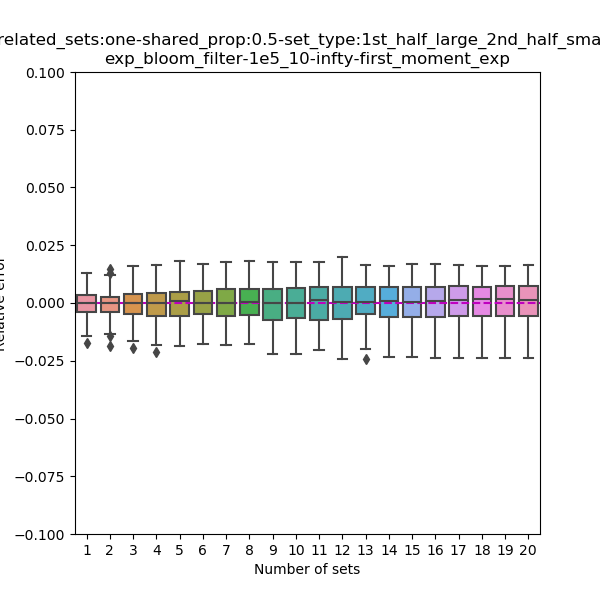 related_sets:one-shared_prop:0.5-set_type:1st_half_large_2nd_half_sma
exp_bloom_filter-1e5_10-infty-first_moment_exp
0.100
0.075
0.050
0.025
0.000
−0.025
−0.050
−0.075
−0.100
Relative error
1 2 3 4 5 6 7 8 9 10 11 12 13 14 15 16 17 18 19 20
Number of sets